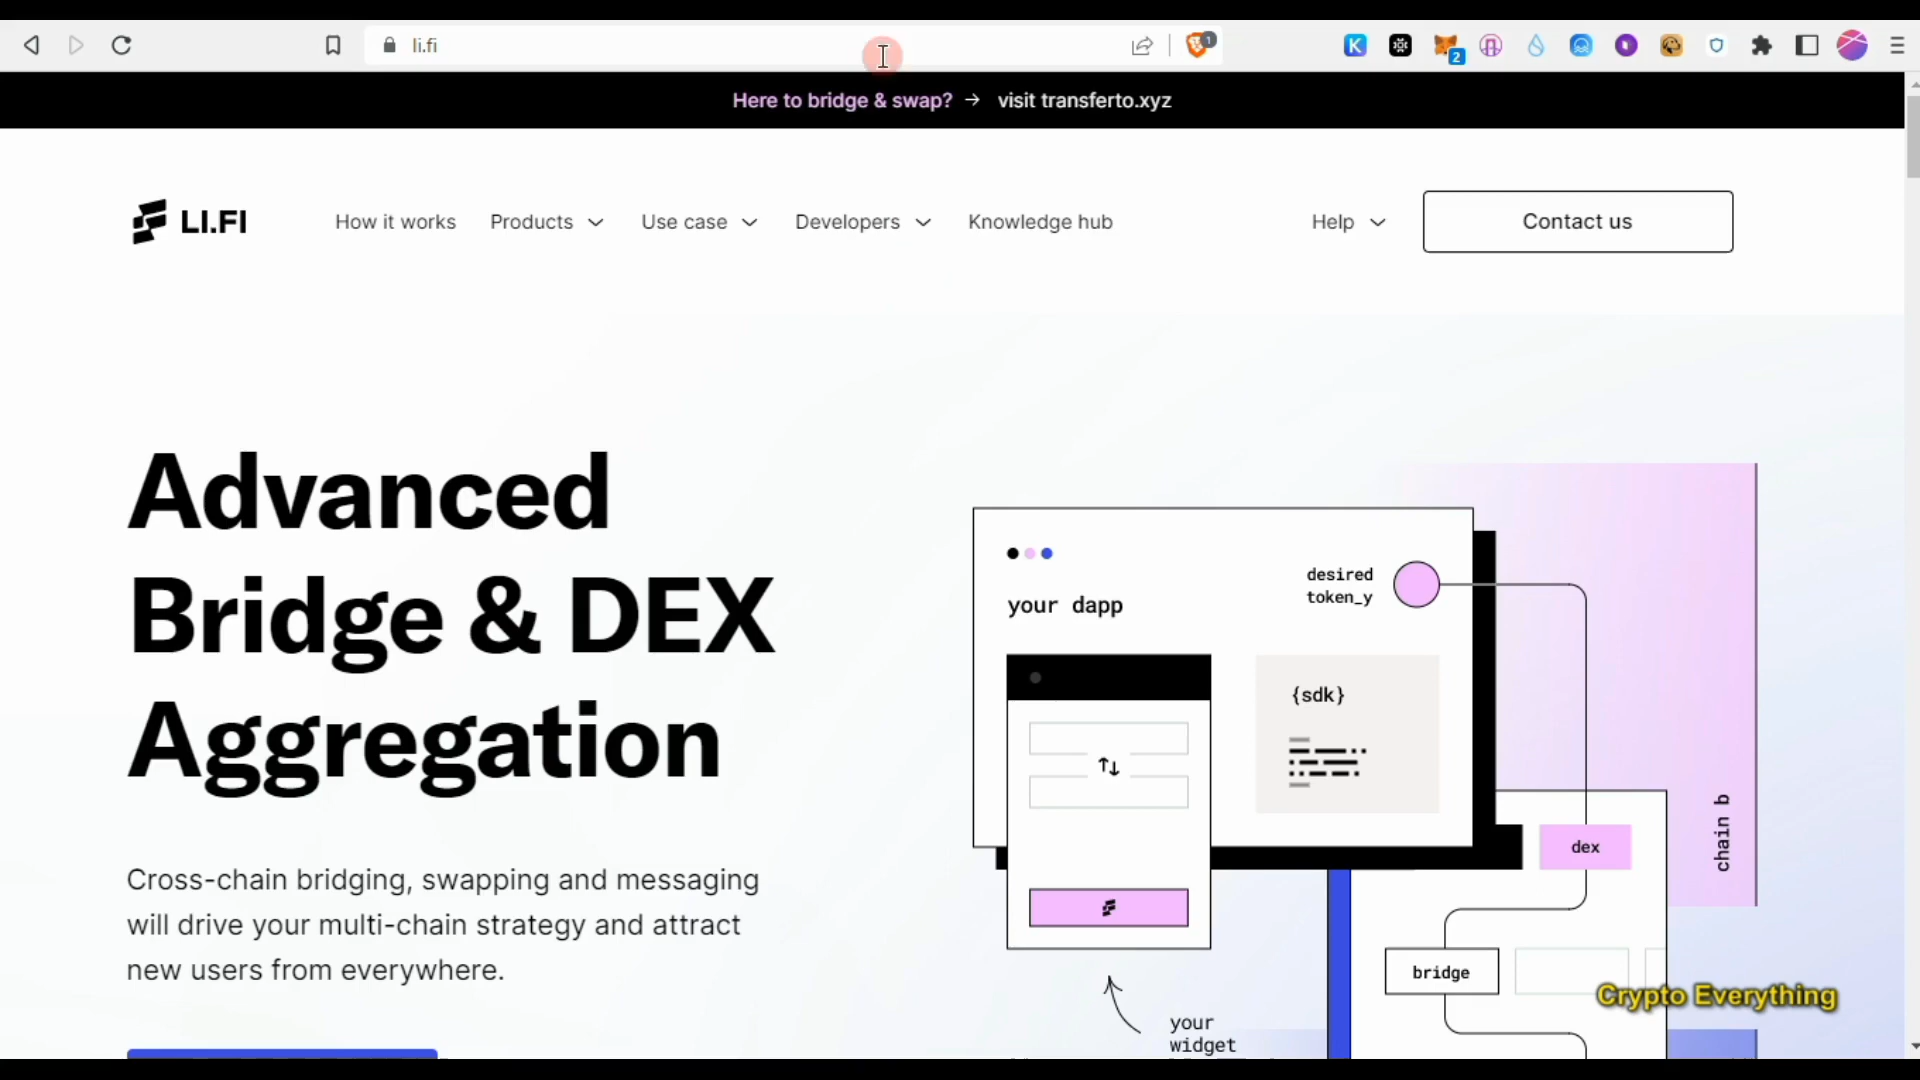 li.fi
1
K
2
Here to bridge & swap? → visit transferto.xyz
LI.FI
How it works
Products
Use case
Developers
Knowledge hub
Help
Contact us
Advanced
Bridge & DEX
Aggregation
Cross-chain bridging, swapping and messaging
will drive your multi-chain strategy and attract
new users from everywhere.
your dapp
desired
token_y
{sdk}
dex
chain b
bridge
your
widget
Crypto Everything